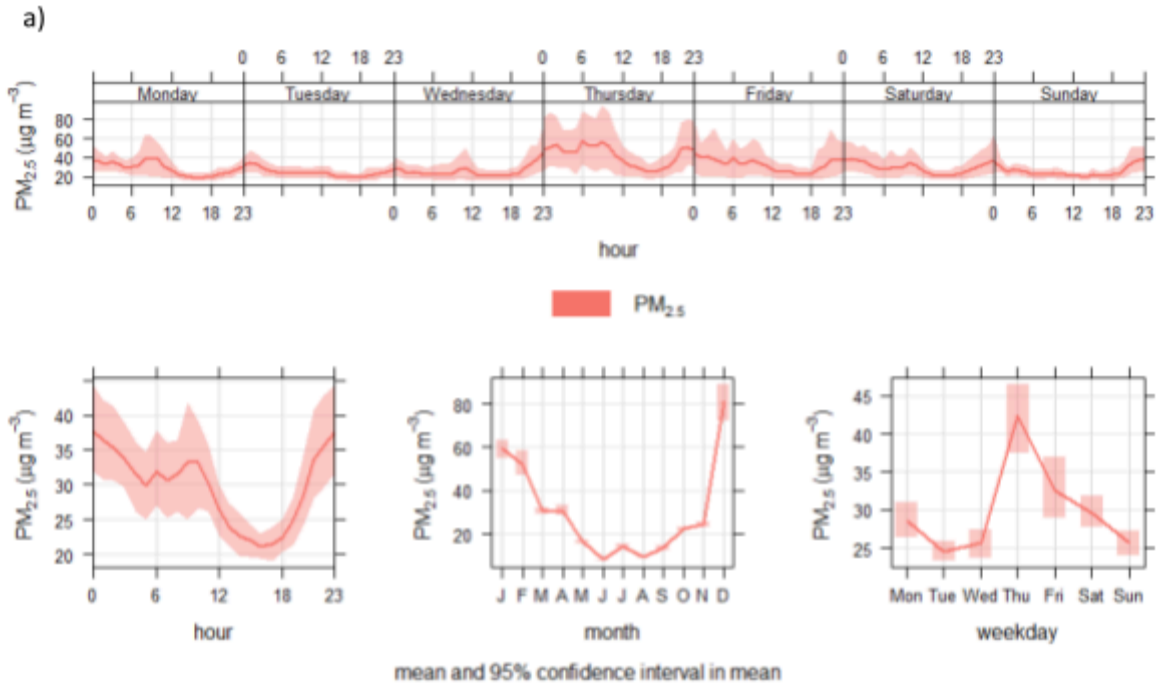 a)
0 6 12 18 23 0 6 12 18 23 0 6 12 18 23
Monday Tuesday Wednesday Thursday Friday Saturday Sunday
PM2.5 (µg m−3)
80
60
40
20
0 6 12 18 23 0 6 12 18 23 0 6 12 18 23 0 6 12 18 23
hour
PM2.5
PM2.5 (µg m−3)
40
35
30
25
20
0 6 12 18 23
hour
PM2.5 (µg m−3)
80
60
40
20
J F M A M J J A S O N D
month
PM2.5 (µg m−3)
45
40
35
30
25
Mon Tue Wed Thu Fri Sat Sun
weekday
mean and 95% confidence interval in mean